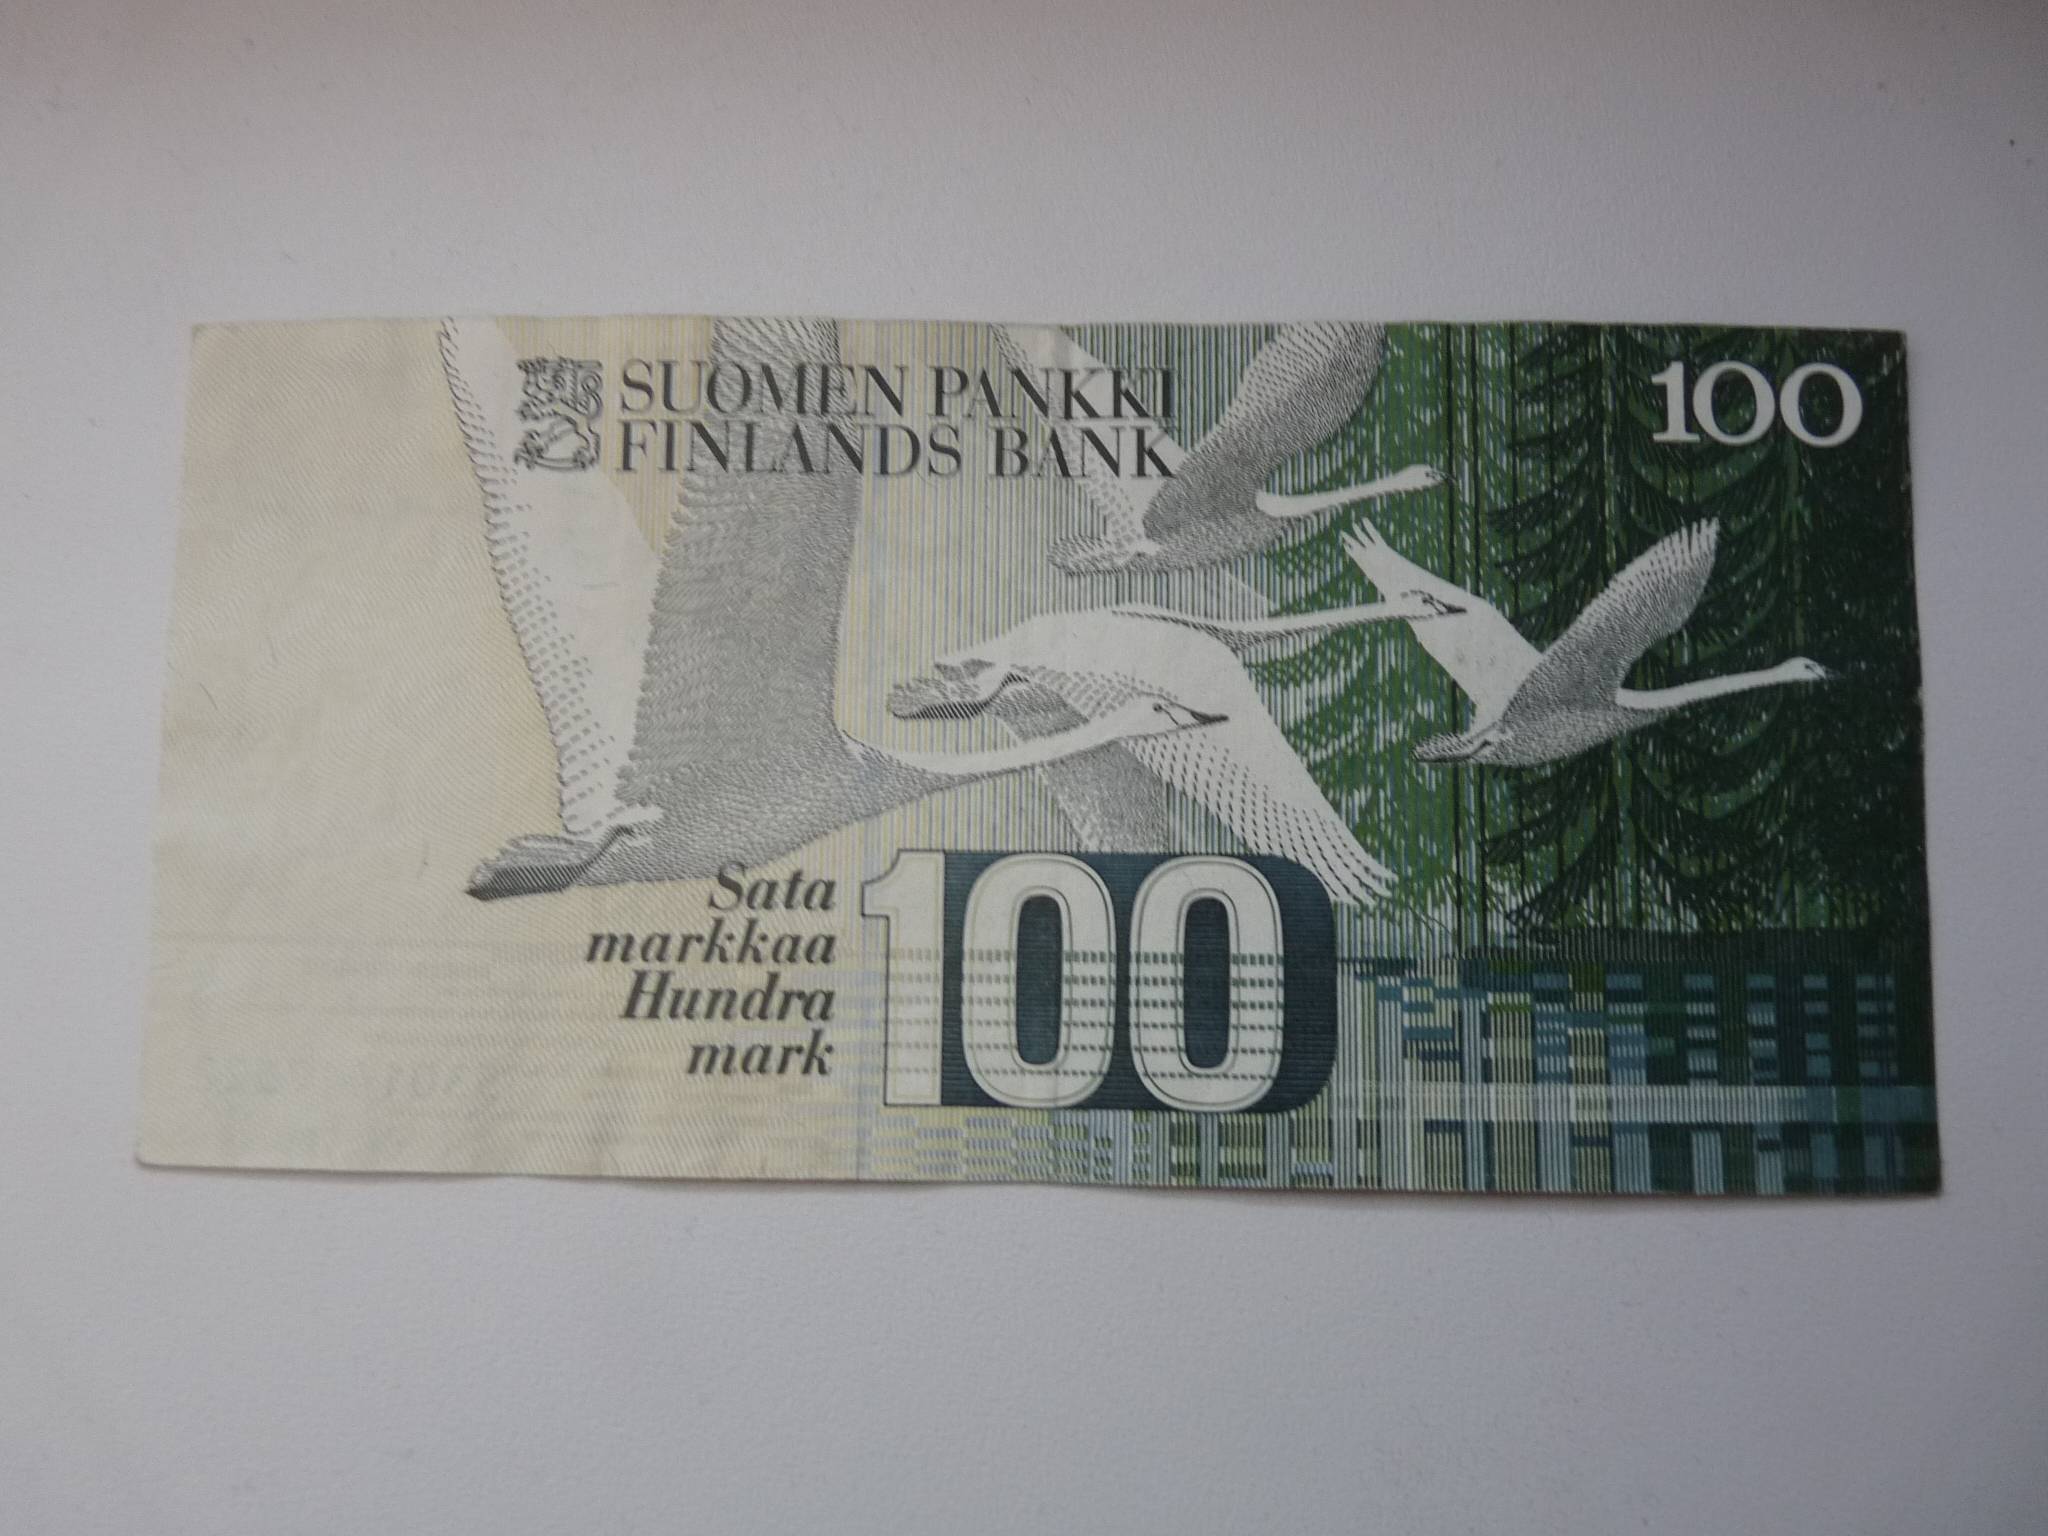 SUOMEN PANKKI
FINLANDS BANK
100
Sata
markkaa
Hundra
mark
100